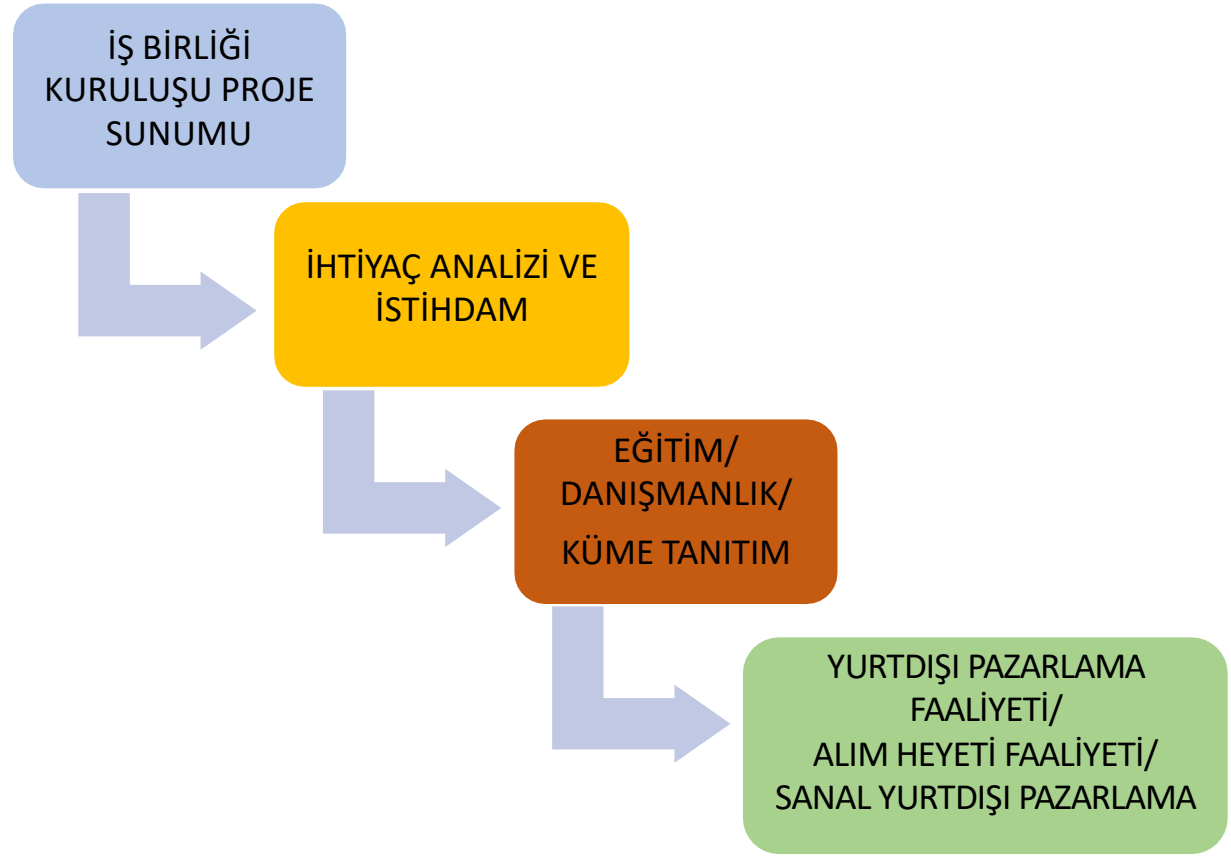 İŞ BİRLİĞİ
KURULUŞU PROJE
SUNUMU
İHTİYAÇ ANALİZİ VE
İSTİHDAM
EĞİTİM/
DANIŞMANLIK/
KÜME TANITIM
YURTDIŞI PAZARLAMA
FAALİYETİ/
ALIM HEYETİ FAALİYETİ/
SANAL YURTDIŞI PAZARLAMA